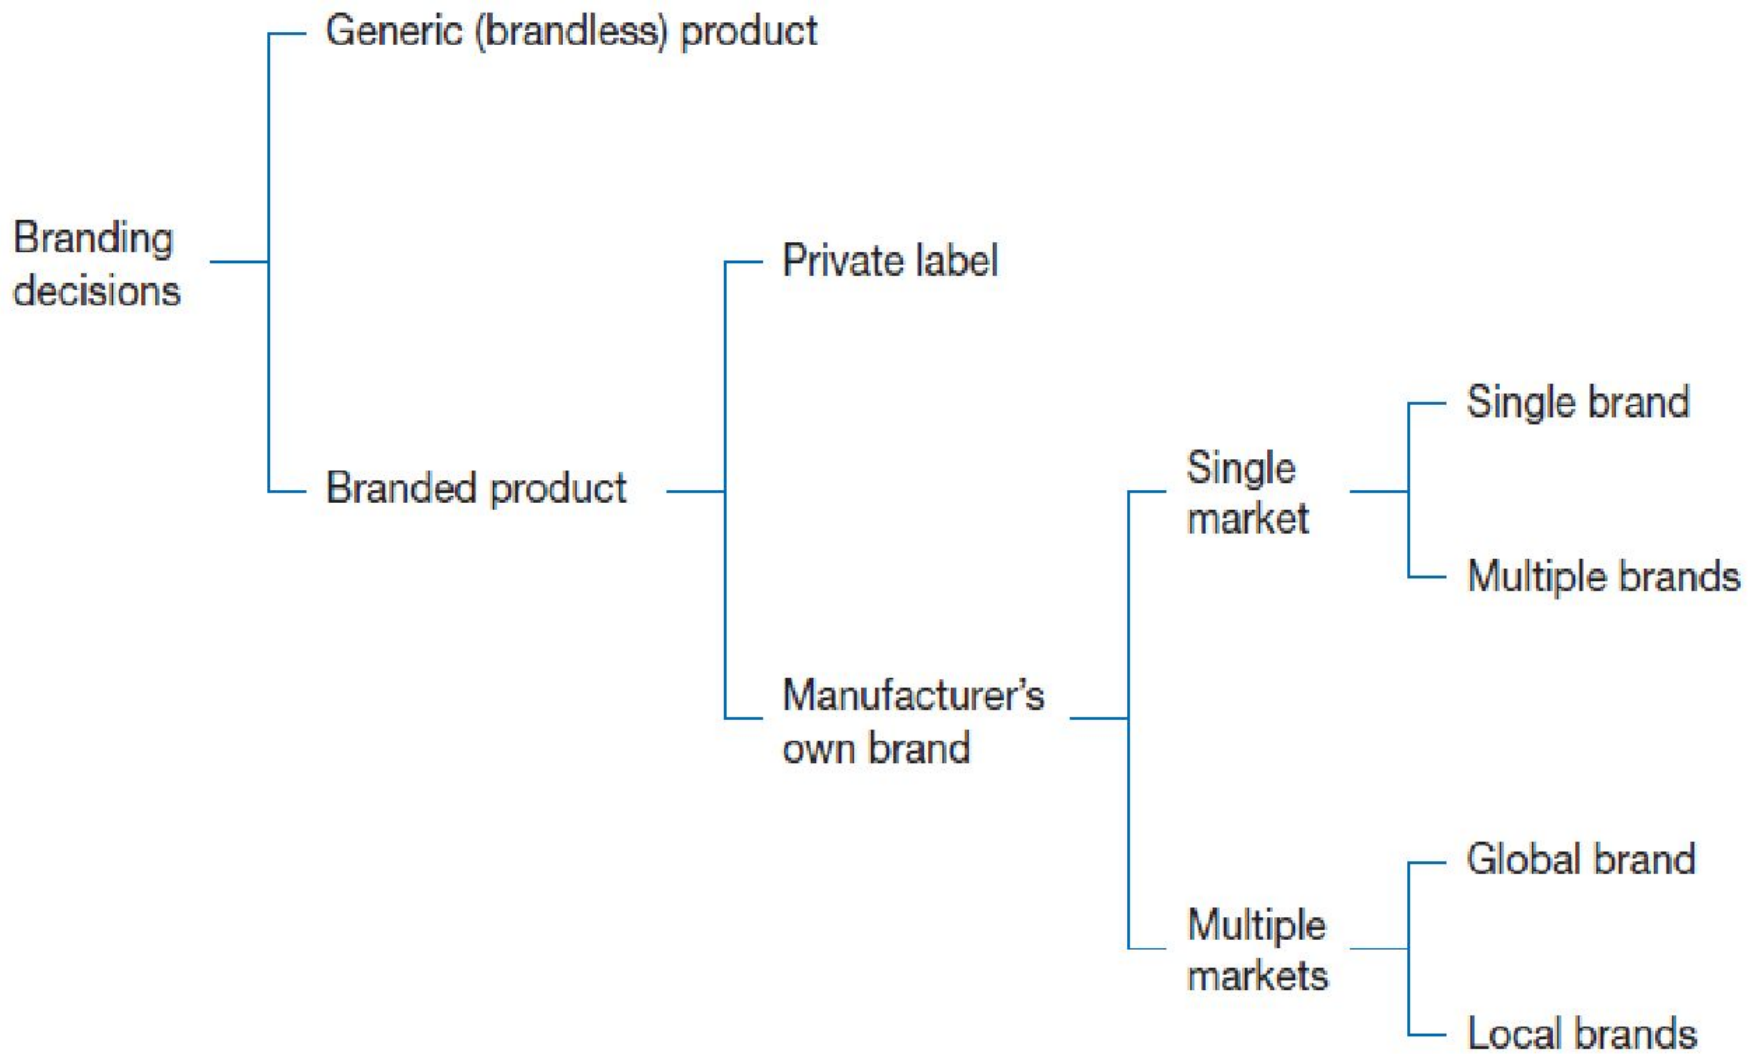 Generic (brandless) product
Branding
decisions
Private label
Branded product
Single brand
Single
market
Multiple brands
Manufacturer’s
own brand
Global brand
Multiple
markets
Local brands